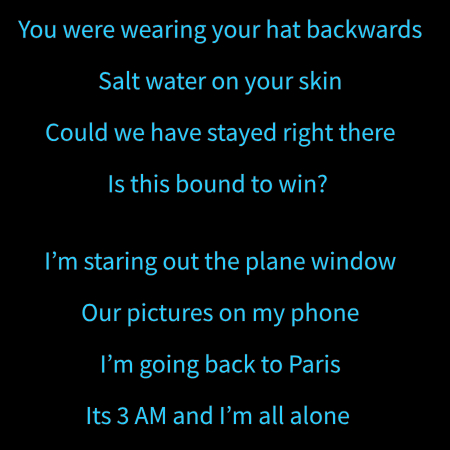 You were wearing your hat backwards
Salt water on your skin
Could we have stayed right there
Is this bound to win?
I’m staring out the plane window
Our pictures on my phone
I’m going back to Paris
Its 3 AM and I’m all alone